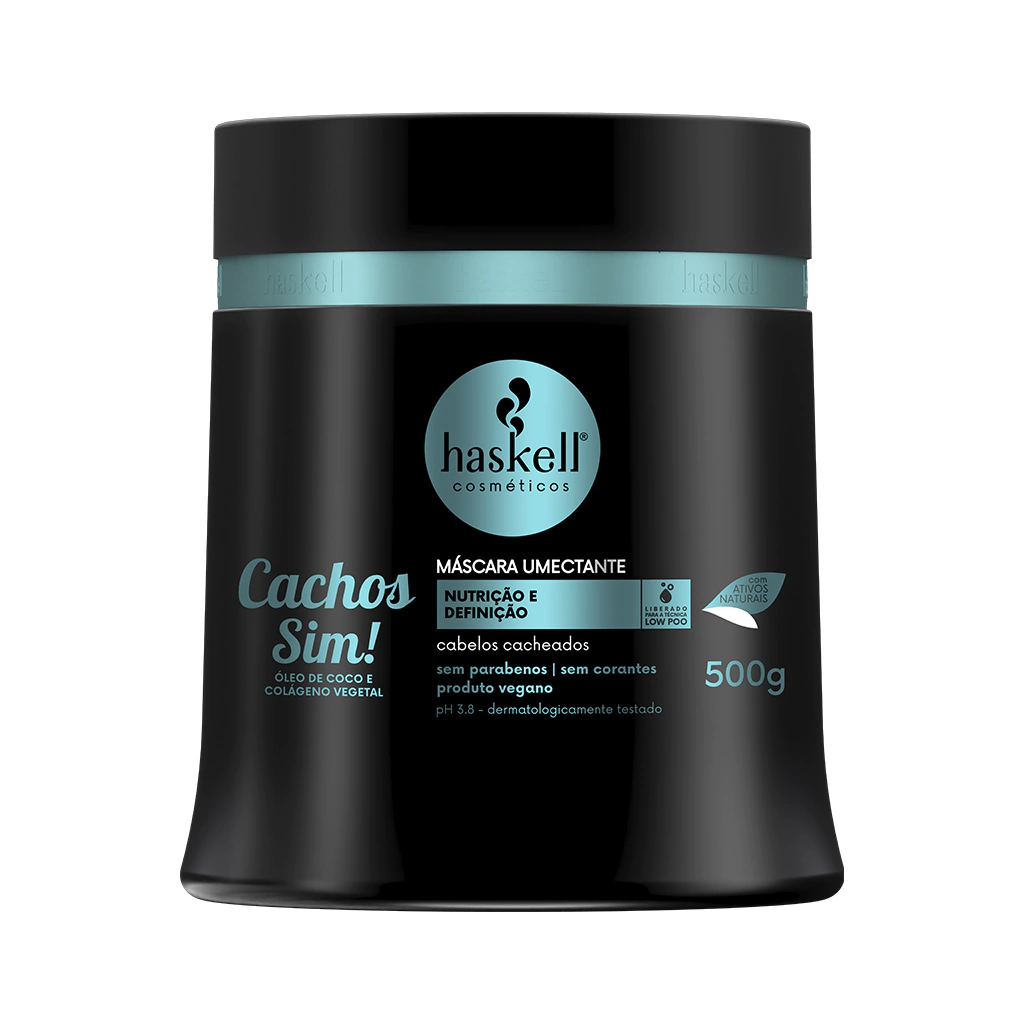 haskell
haskell
haskell®
cosméticos
Cachos
Sim!
ÓLEO DE COCO E
COLÁGENO VEGETAL
MÁSCARA UMECTANTE
NUTRIÇÃO E
DEFINIÇÃO
LIBERADO
PARA A TÉCNICA
LOW POO
cabelos cacheados
sem parabenos | sem corantes
produto vegano
pH 3.8 - dermatologicamente testado
com
ATIVOS
NATURAIS
500g